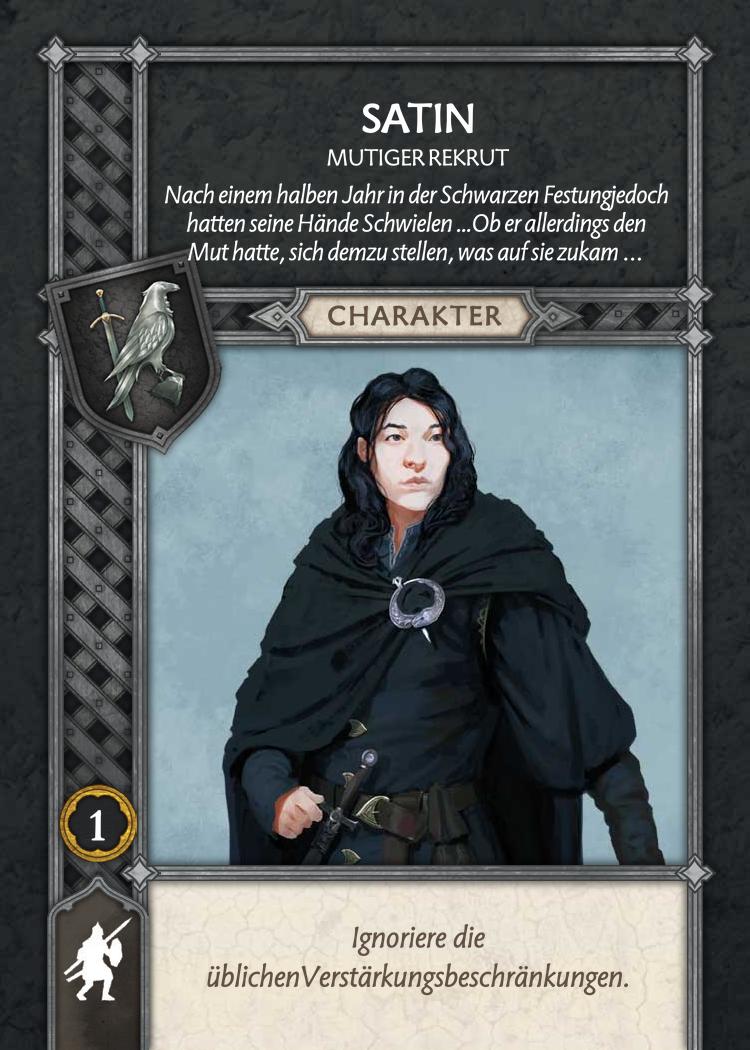 SATIN
MUTIGER REKRUT
Nach einem halben Jahr in der Schwarzen Festungjedoch
hatten seine Hände Schwielen ...Ob er allerdings den
Mut hatte, sich demzu stellen, was auf sie zukam ...
CHARAKTER
1
Ignoriere die
üblichenVerstärkungsbeschränkungen.